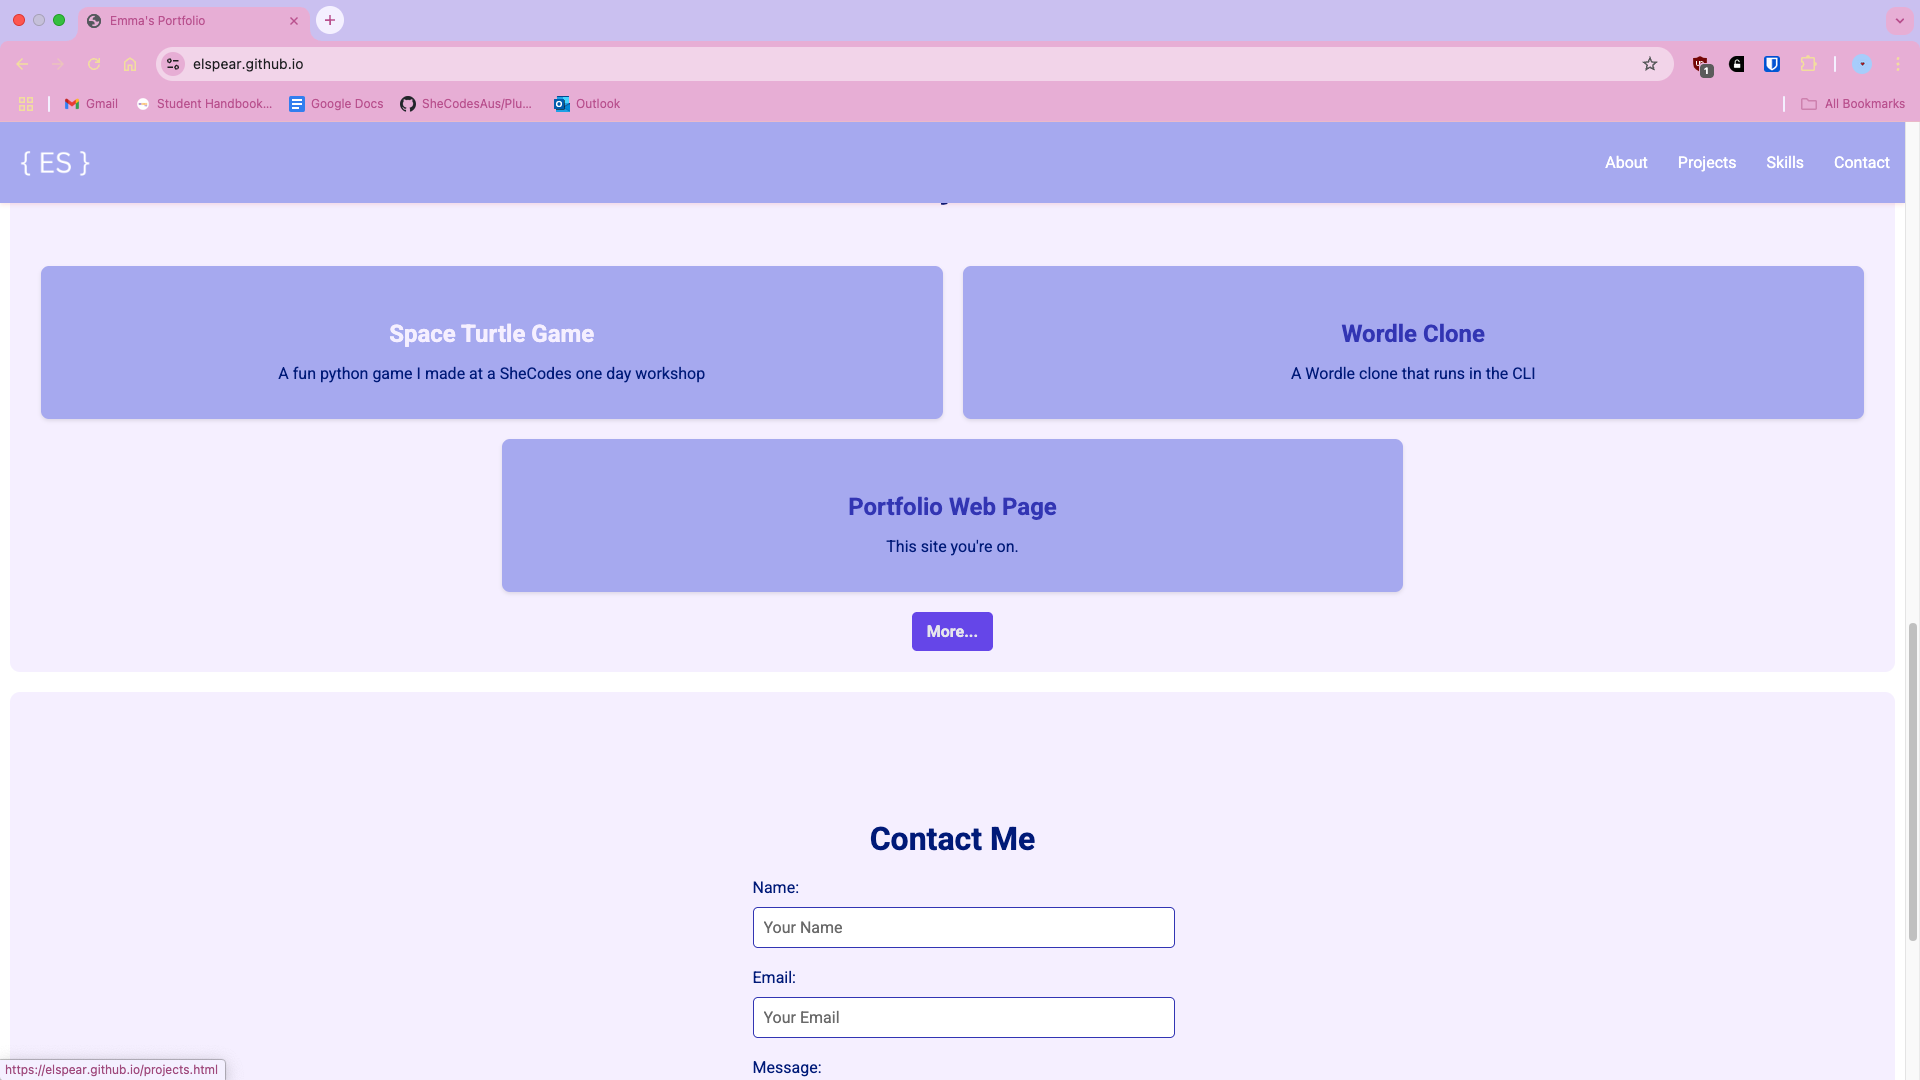 Emma's Portfolio
elspear.github.io
1
Gmail
Student Handbook...
Google Docs
SheCodesAus/Plu...
Outlook
All Bookmarks
{ ES }
About
Projects
Skills
Contact
Space Turtle Game
A fun python game I made at a SheCodes one day workshop
Wordle Clone
A Wordle clone that runs in the CLI
Portfolio Web Page
This site you're on.
More...
Contact Me
Name:
Your Name
Email:
Your Email
Message:
https://elspear.github.io/projects.html